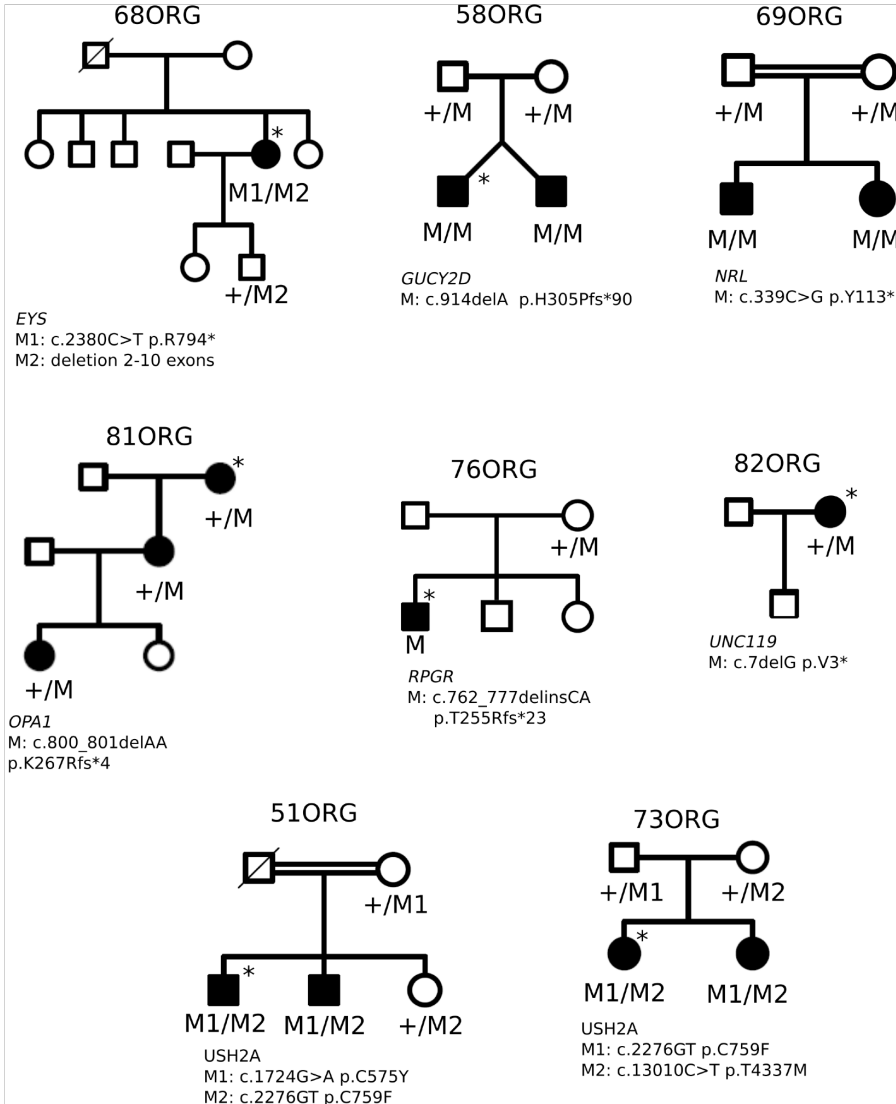 68ORG
58ORG
69ORG
+/M
+/M
+/M
+/M
*
M1/M2
*
M/M
M/M
M/M
M/M
+/M2
EYS
M1: c.2380C>T p.R794*
M2: deletion 2-10 exons
GUCY2D
M: c.914delA p.H305Pfs*90
NRL
M: c.339C>G p.Y113*
81ORG
76ORG
82ORG
*
+/M
+/M
+/M
OPA1
M: c.800_801delAA
p.K267Rfs*4
+/M
*
M
RPGR
M: c.762_777delinsCA
p.T255Rfs*23
*
+/M
UNC119
M: c.7delG p.V3*
51ORG
+/M1
*
M1/M2 M1/M2 +/M2
USH2A
M1: c.1724G>A p.C575Y
M2: c.2276GT p.C759F
73ORG
+/M1 +/M2
*
M1/M2 M1/M2
USH2A
M1: c.2276GT p.C759F
M2: c.13010C>T p.T4337M